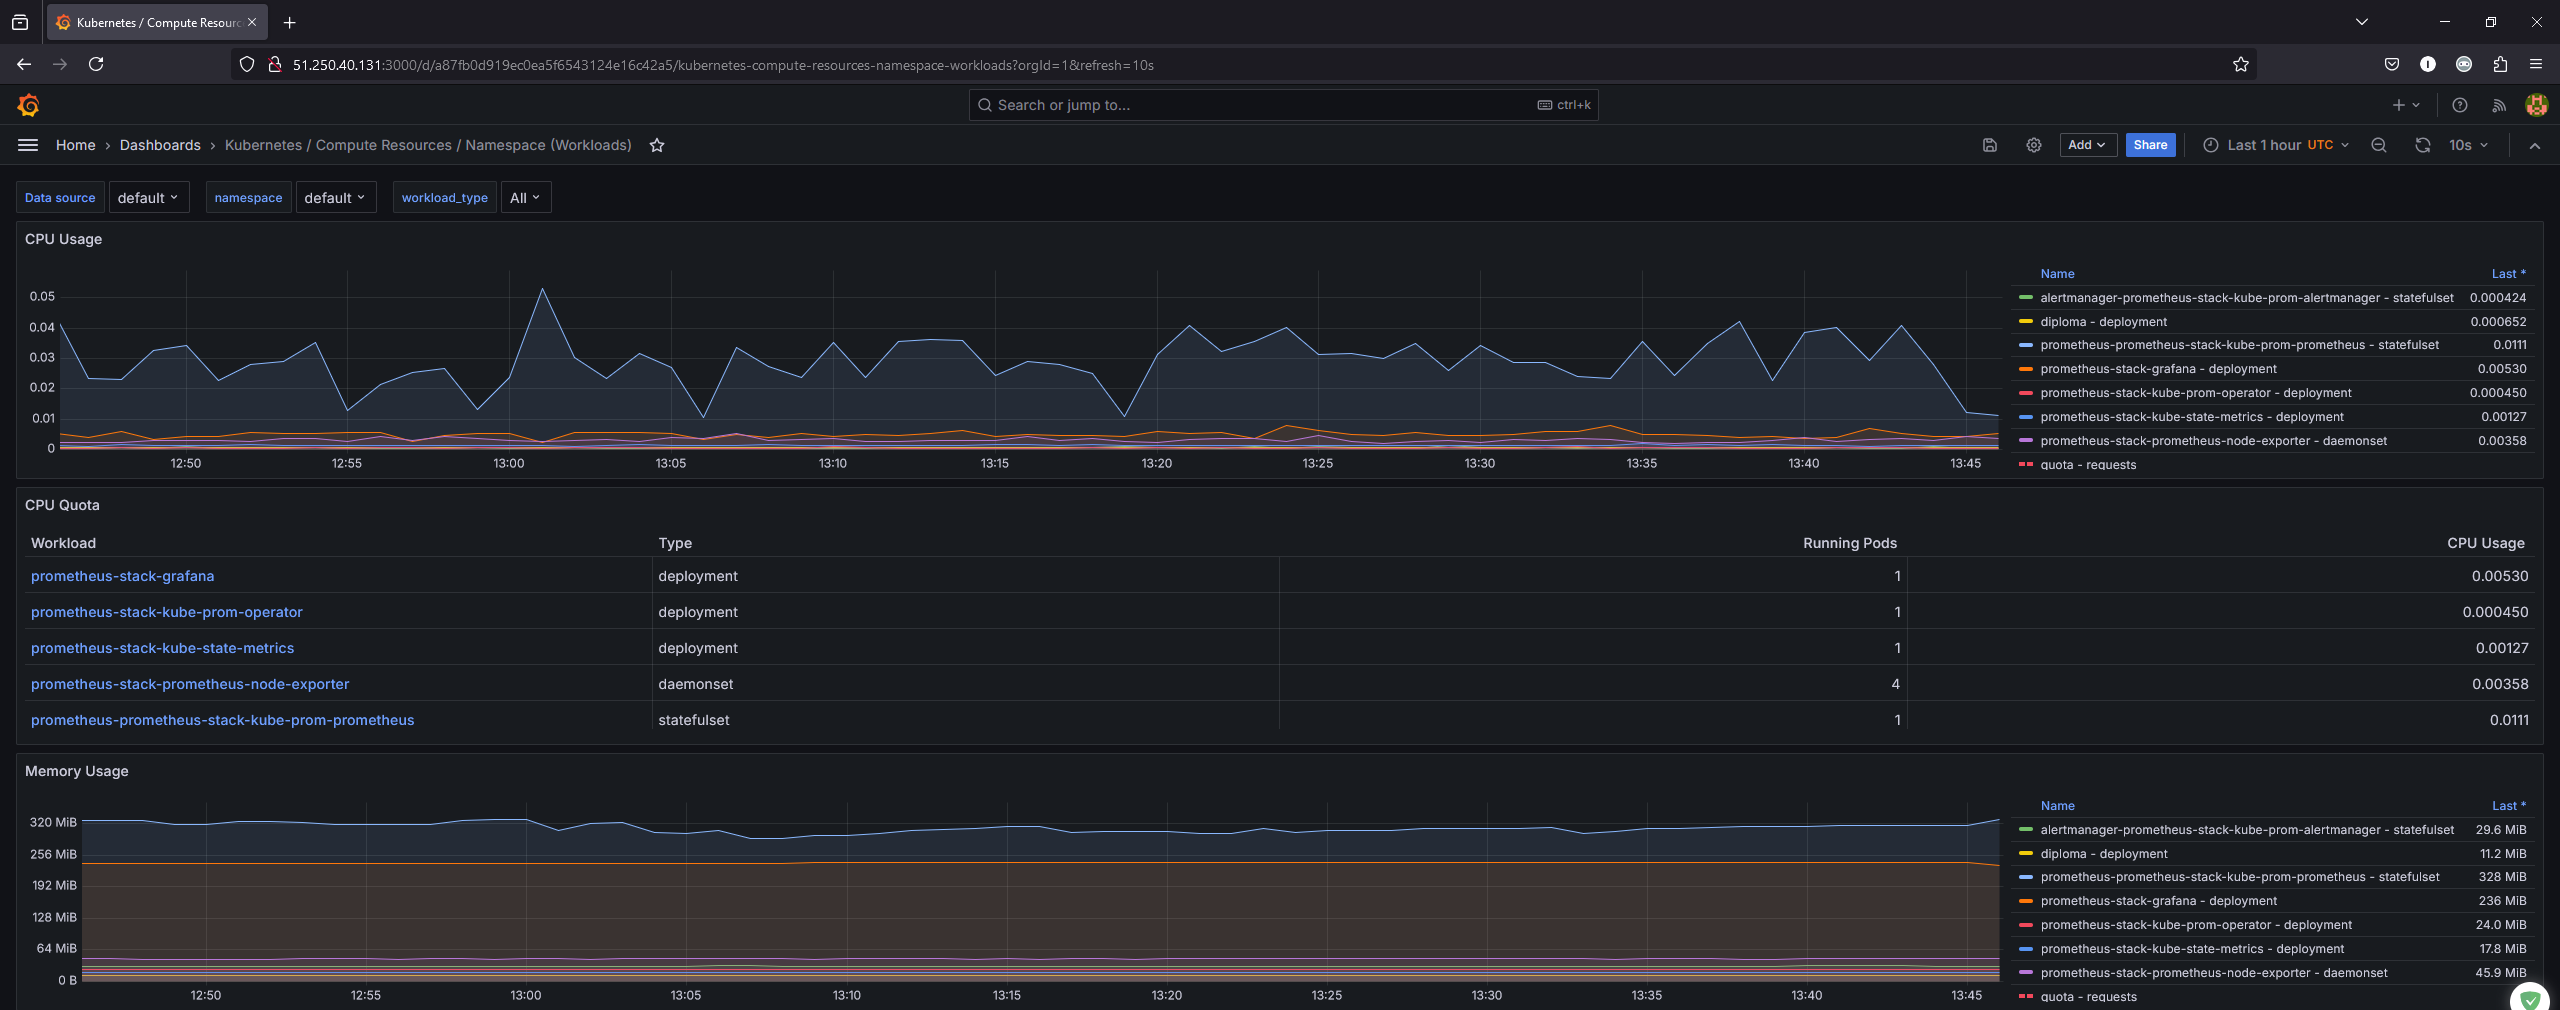 Kubernetes / Compute Resourc
51.250.40.131:3000/d/a87fb0d919ec0ea5f6543124e16c42a5/kubernetes-compute-resources-namespace-workloads?orgId=1&refresh=10s
Search or jump to... ctrl+k
Home › Dashboards › Kubernetes / Compute Resources / Namespace (Workloads) Add Share Last 1 hour UTC 10s
Data source default namespace default workload_type All
CPU Usage
0.05
0.04
0.03
0.02
0.01
0
12:50 12:55 13:00 13:05 13:10 13:15 13:20 13:25 13:30 13:35 13:40 13:45
Name Last *
alertmanager-prometheus-stack-kube-prom-alertmanager - statefulset 0.000424
diploma - deployment 0.000652
prometheus-prometheus-stack-kube-prom-prometheus - statefulset 0.0111
prometheus-stack-grafana - deployment 0.00530
prometheus-stack-kube-prom-operator - deployment 0.000450
prometheus-stack-kube-state-metrics - deployment 0.00127
prometheus-stack-prometheus-node-exporter - daemonset 0.00358
quota - requests
CPU Quota
Workload Type Running Pods CPU Usage
prometheus-stack-grafana deployment 1 0.00530
prometheus-stack-kube-prom-operator deployment 1 0.000450
prometheus-stack-kube-state-metrics deployment 1 0.00127
prometheus-stack-prometheus-node-exporter daemonset 4 0.00358
prometheus-prometheus-stack-kube-prom-prometheus statefulset 1 0.0111
Memory Usage
320 MiB
256 MiB
192 MiB
128 MiB
64 MiB
0 B
12:50 12:55 13:00 13:05 13:10 13:15 13:20 13:25 13:30 13:35 13:40 13:45
Name Last *
alertmanager-prometheus-stack-kube-prom-alertmanager - statefulset 29.6 MiB
diploma - deployment 11.2 MiB
prometheus-prometheus-stack-kube-prom-prometheus - statefulset 328 MiB
prometheus-stack-grafana - deployment 236 MiB
prometheus-stack-kube-prom-operator - deployment 24.0 MiB
prometheus-stack-kube-state-metrics - deployment 17.8 MiB
prometheus-stack-prometheus-node-exporter - daemonset 45.9 MiB
quota - requests